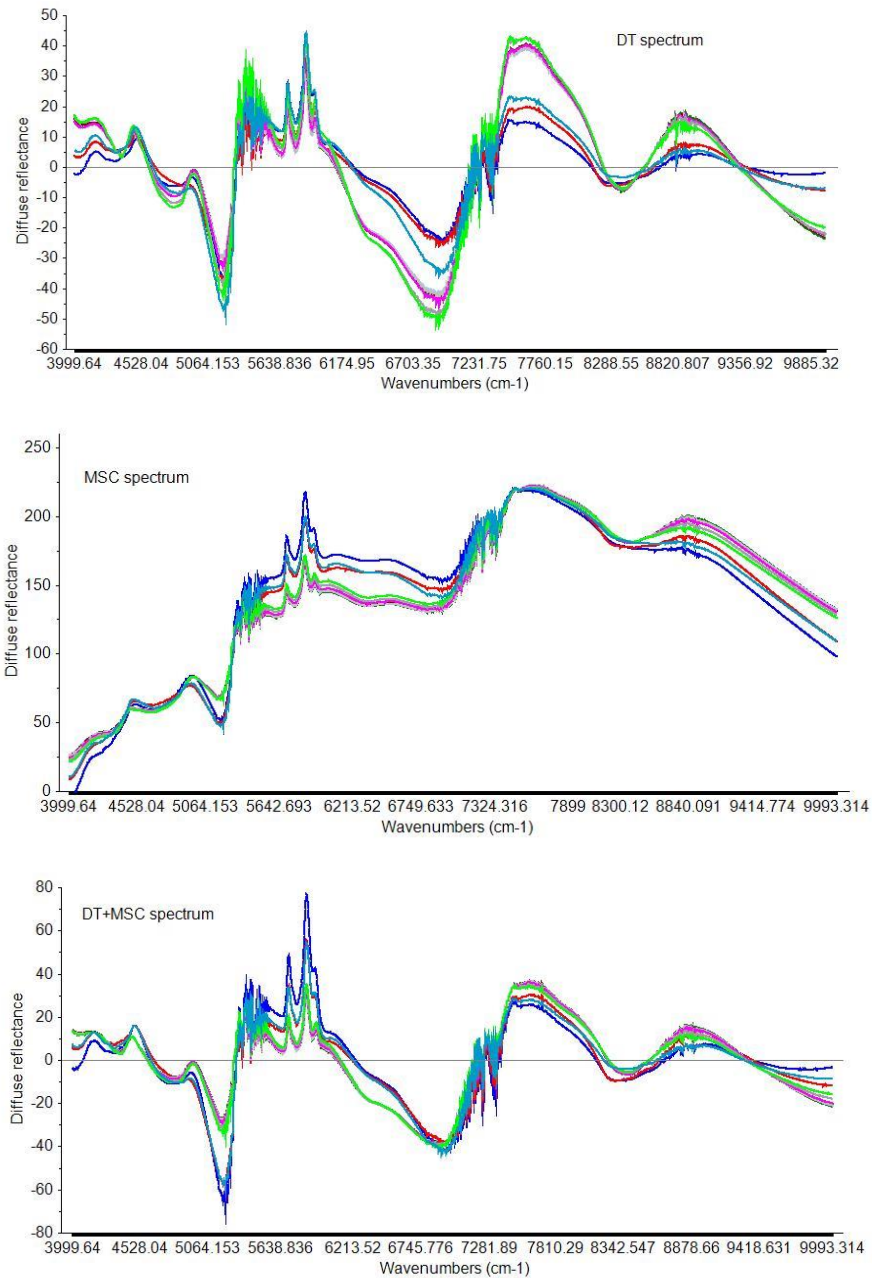 50
40
30
20
10
0
-10
-20
-30
-40
-50
-60
Diffuse reflectance
DT spectrum
3999.64 4528.04 5064.153 5638.836 6174.95 6703.35 7231.75 7760.15 8288.55 8820.807 9356.92 9885.32
Wavenumbers (cm-1)
250
200
150
100
50
0
Diffuse reflectance
MSC spectrum
3999.64 4528.04 5064.153 5642.693 6213.52 6749.633 7324.316 7899 8300.12 8840.091 9414.774 9993.314
Wavenumbers (cm-1)
80
60
40
20
0
-20
-40
-60
-80
Diffuse reflectance
DT+MSC spectrum
3999.64 4528.04 5064.153 5638.836 6213.52 6745.776 7281.89 7810.29 8342.547 8878.66 9418.631 9993.314
Wavenumbers (cm-1)